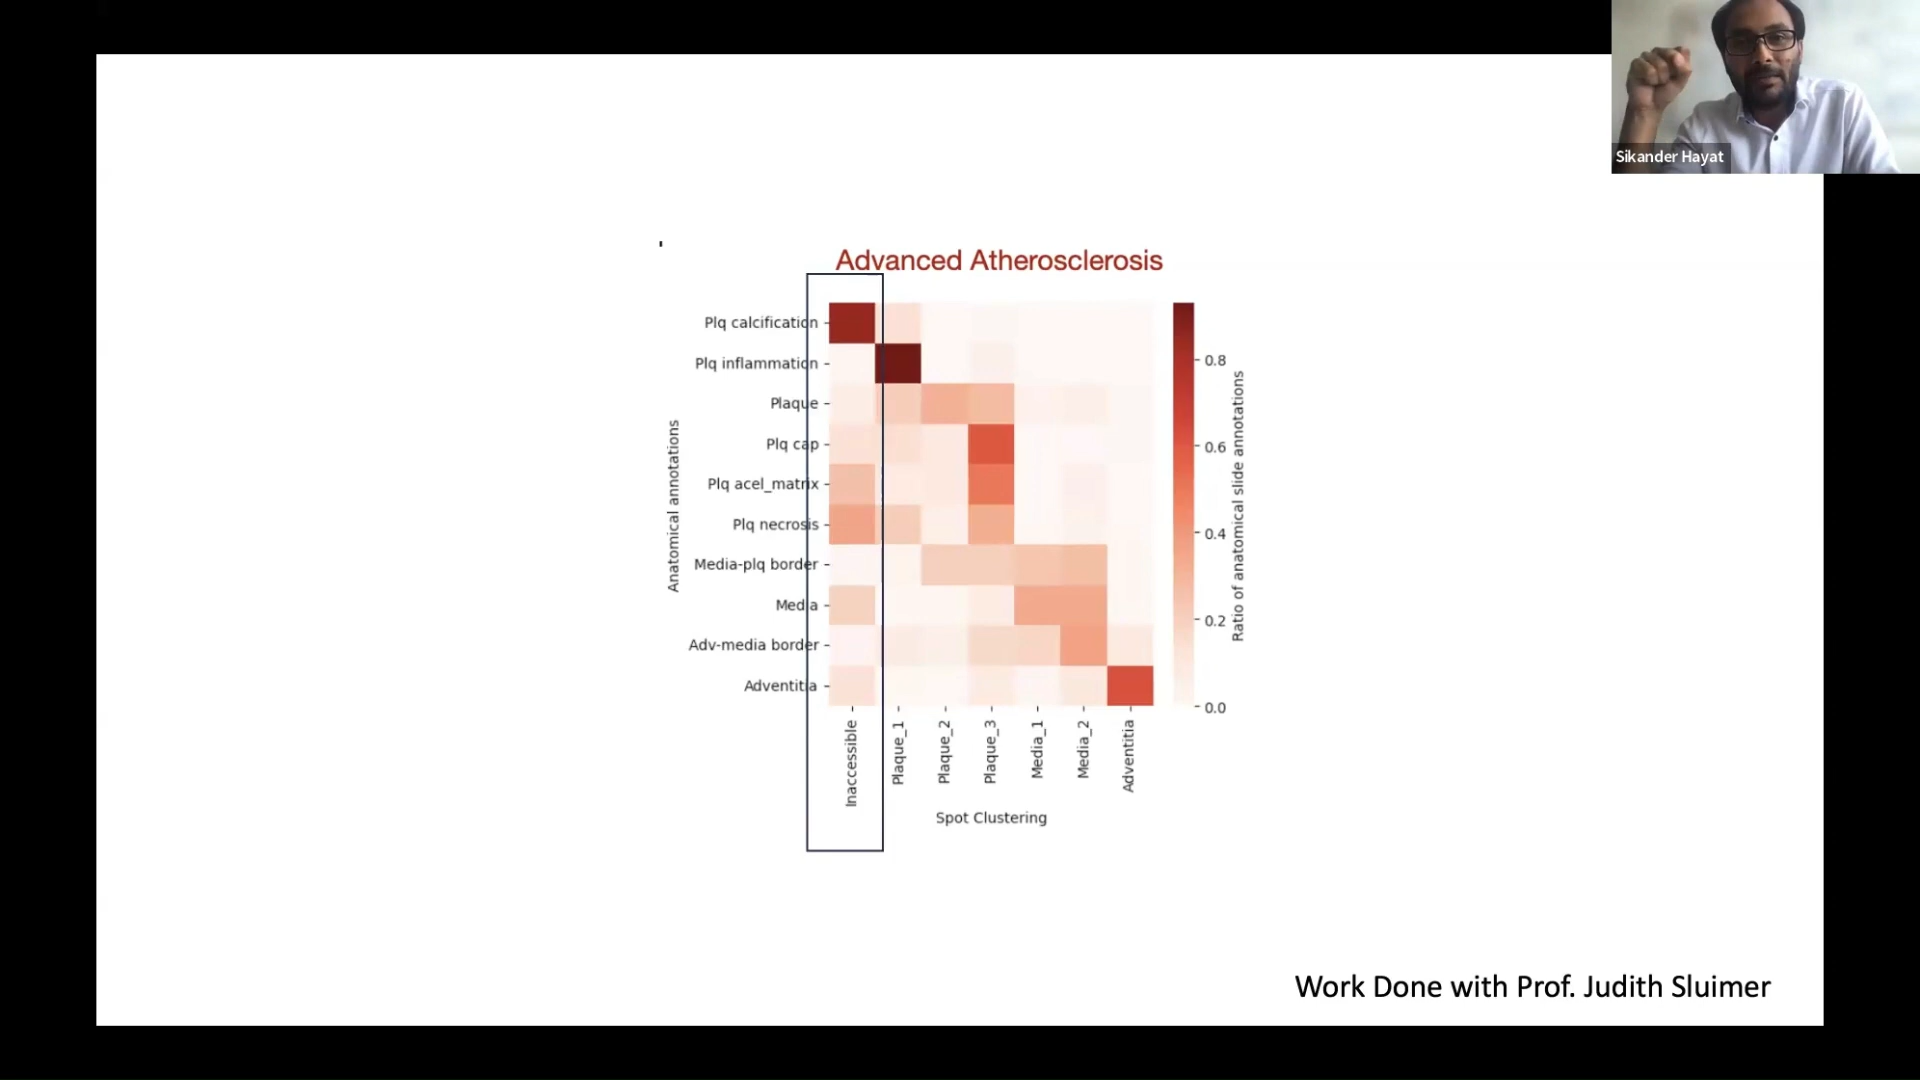 Sikander Hayat
Advanced Atherosclerosis
Plq calcification
Plq inflammation
Plaque
Plq cap
Plq acel_matrix
Plq necrosis
Media-plq border
Media
Adv-media border
Adventitia
Anatomical annotations
Inaccessible
Plaque_1
Plaque_2
Plaque_3
Media_1
Media_2
Adventitia
Spot Clustering
0.8
0.6
0.4
0.2
0.0
Ratio of anatomical slide annotations
Work Done with Prof. Judith Sluimer